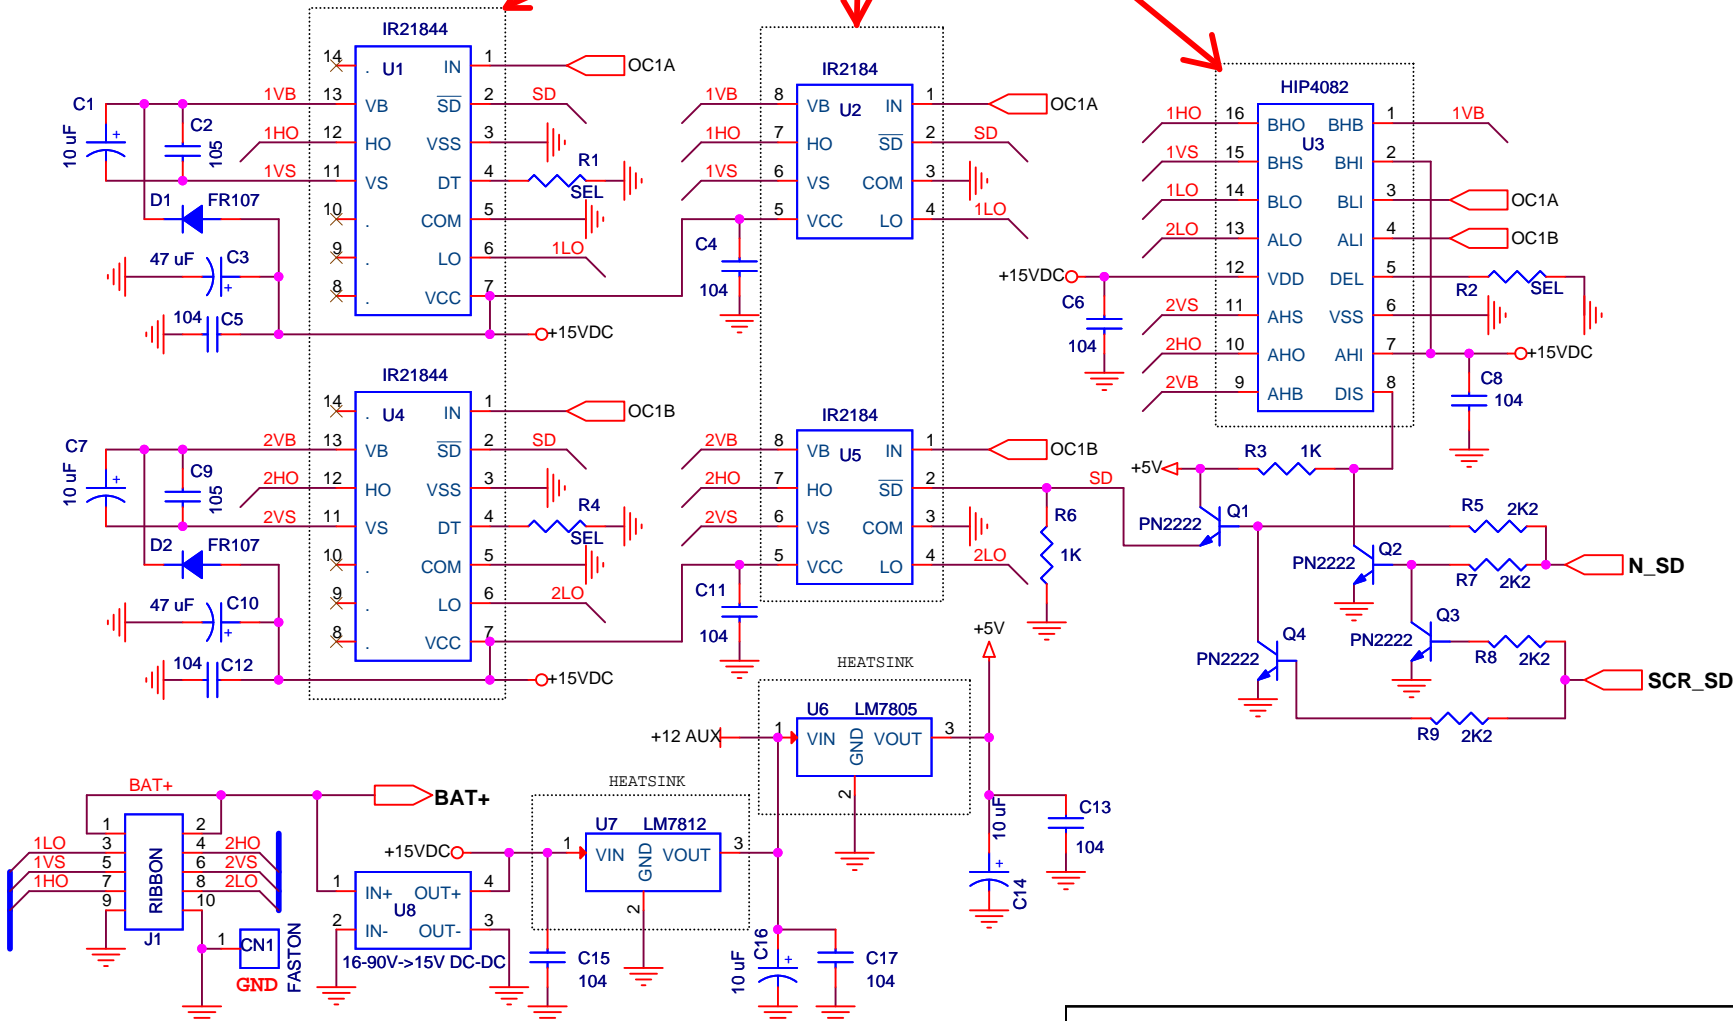 IR21844
U1
14 . IN 1 OC1A
1VB 13 VB SD 2 SD
1HO 12 HO VSS 3
1VS 11 VS DT 4 R1 SEL
10 . COM 5
9 . LO 6 1LO
8 . VCC 7
C1 10 uF +
C2 105
D1 FR107
47 uF C3 +
104 C5
+15VDC
IR2184
U2
1VB 8 VB IN 1 OC1A
1HO 7 HO SD 2 SD
1VS 6 VS COM 3
5 VCC LO 4 1LO
C4 104
HIP4082
U3
1HO 16 BHO BHB 1 1VB
1VS 15 BHS BHI 2
1LO 14 BLO BLI 3 OC1A
2LO 13 ALO ALI 4 OC1B
+15VDC 12 VDD DEL 5 R2 SEL
2VS 11 AHS VSS 6
2HO 10 AHO AHI 7 +15VDC
2VB 9 AHB DIS 8
C6 104
C8 104
IR21844
U4
14 . IN 1 OC1B
2VB 13 VB SD 2 SD
2HO 12 HO VSS 3
2VS 11 VS DT 4 R4 SEL
10 . COM 5
9 . LO 6 2LO
8 . VCC 7
C7 10 uF +
C9 105
D2 FR107
47 uF C10 +
104 C12
+15VDC
IR2184
U5
2VB 8 VB IN 1 OC1B
2HO 7 HO SD 2 SD
2VS 6 VS COM 3
5 VCC LO 4 2LO
C11 104
R6 1K
+5V R3 1K
Q1 PN2222
R5 2K2
Q2 PN2222
R7 2K2
N_SD
Q3 PN2222
R8 2K2
Q4 PN2222
R9 2K2
SCR_SD
+5V
HEATSINK
U6 LM7805
+12 AUX 1 VIN GND VOUT 3
2
10 uF + C14
C13 104
HEATSINK
U7 LM7812
+15VDC 1 VIN GND VOUT 3
2
BAT+
BAT+
1 2
1LO 3 4 2HO
1VS 5 6 2VS
1HO 7 8 2LO
9 10
RIBBON
J1
1 CN1
GND
FASTON
1 IN+ OUT+ 4
U8
2 IN- OUT- 3
16-90V->15V DC-DC
C15 104
10 uF C16 +
C17 104